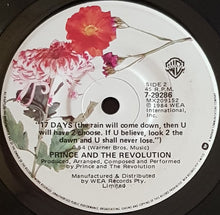 SIDE 2
45 R.P.M.
7-29286
MX209152
℗ 1984 WEA
International,
Inc.
"17 DAYS (the rain will come down, then U
will have 2 choose. If U believe, look 2 the
dawn and U shall never lose.")
3.54 (Warner Bros. Music)
PRINCE AND THE REVOLUTION
Produced, Arranged, Composed and Performed
by Prince and The Revolution
Manufactured & Distributed
by WEA Records Pty.
Limited